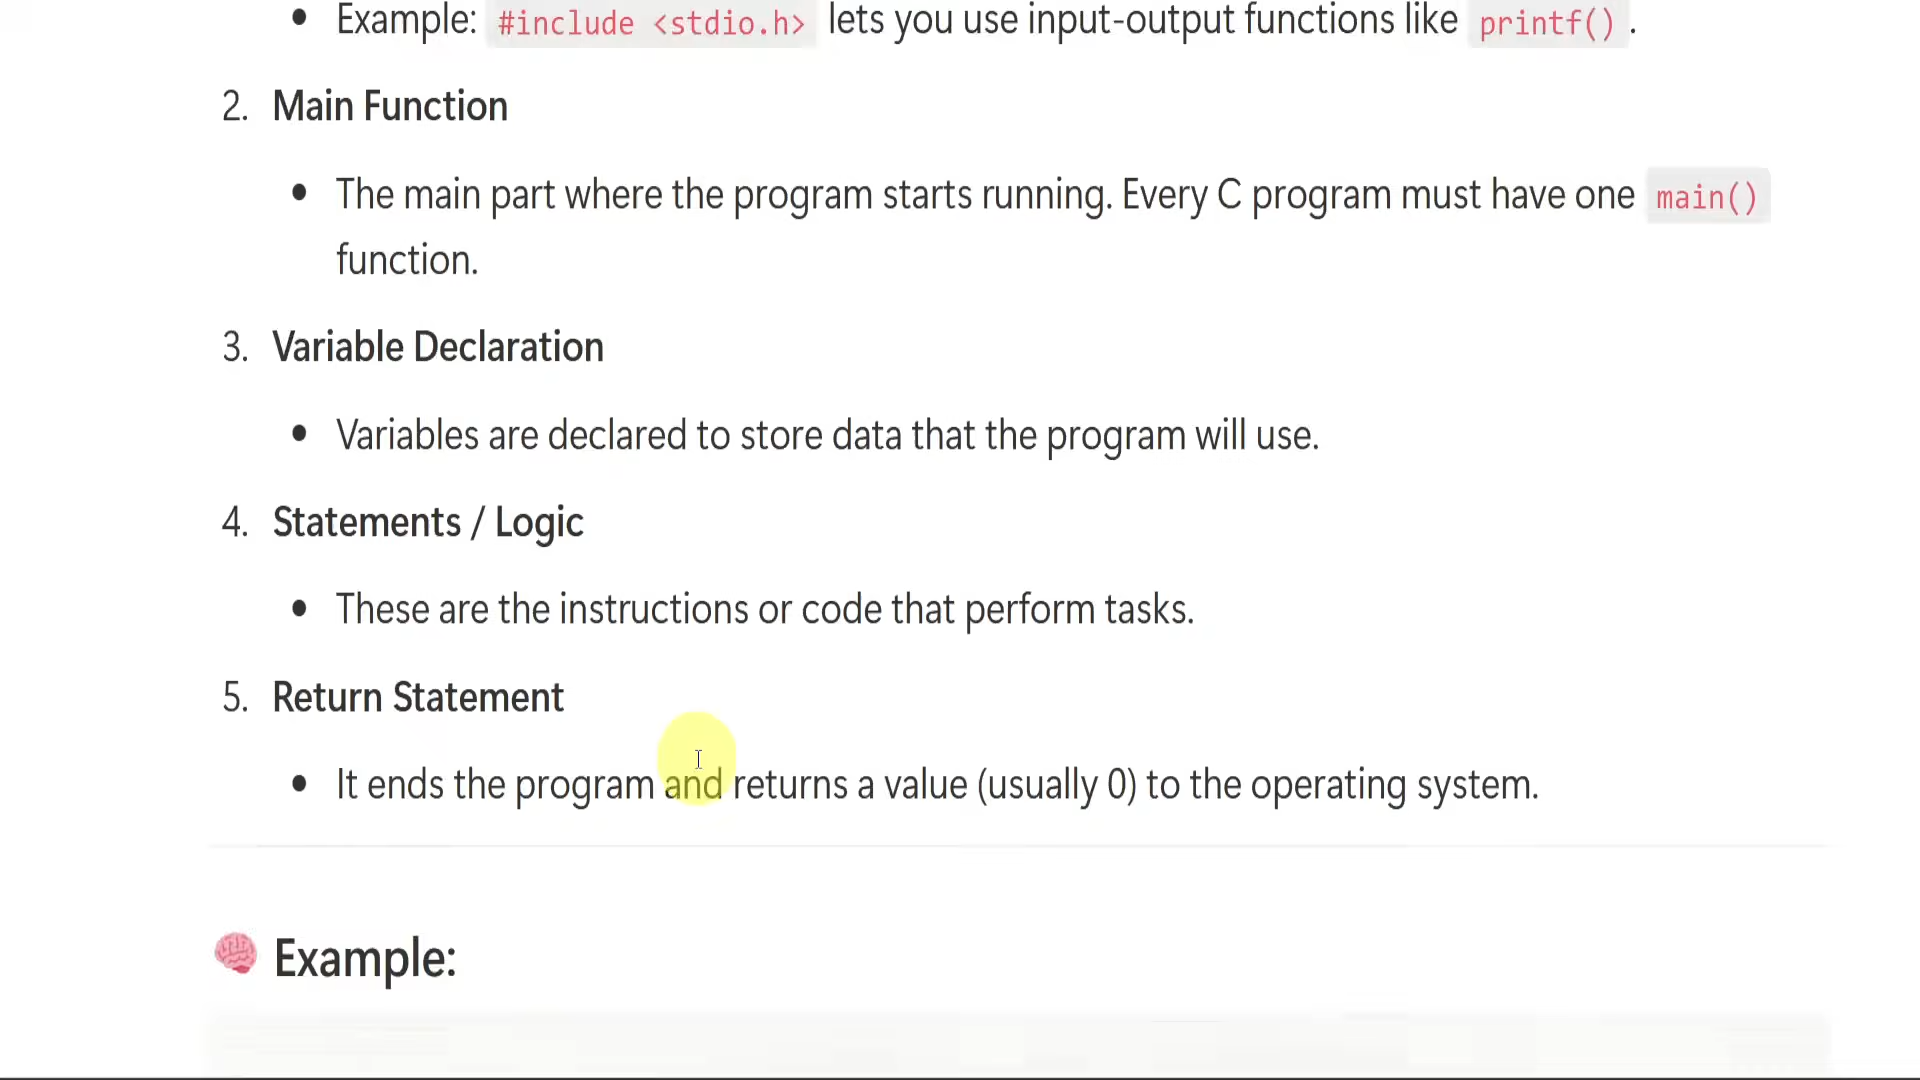 • Example: #include <stdio.h> lets you use input-output functions like printf() .
2. Main Function
• The main part where the program starts running. Every C program must have one main()
function.
3. Variable Declaration
• Variables are declared to store data that the program will use.
4. Statements / Logic
• These are the instructions or code that perform tasks.
5. Return Statement
• It ends the program and returns a value (usually 0) to the operating system.
🧠 Example: